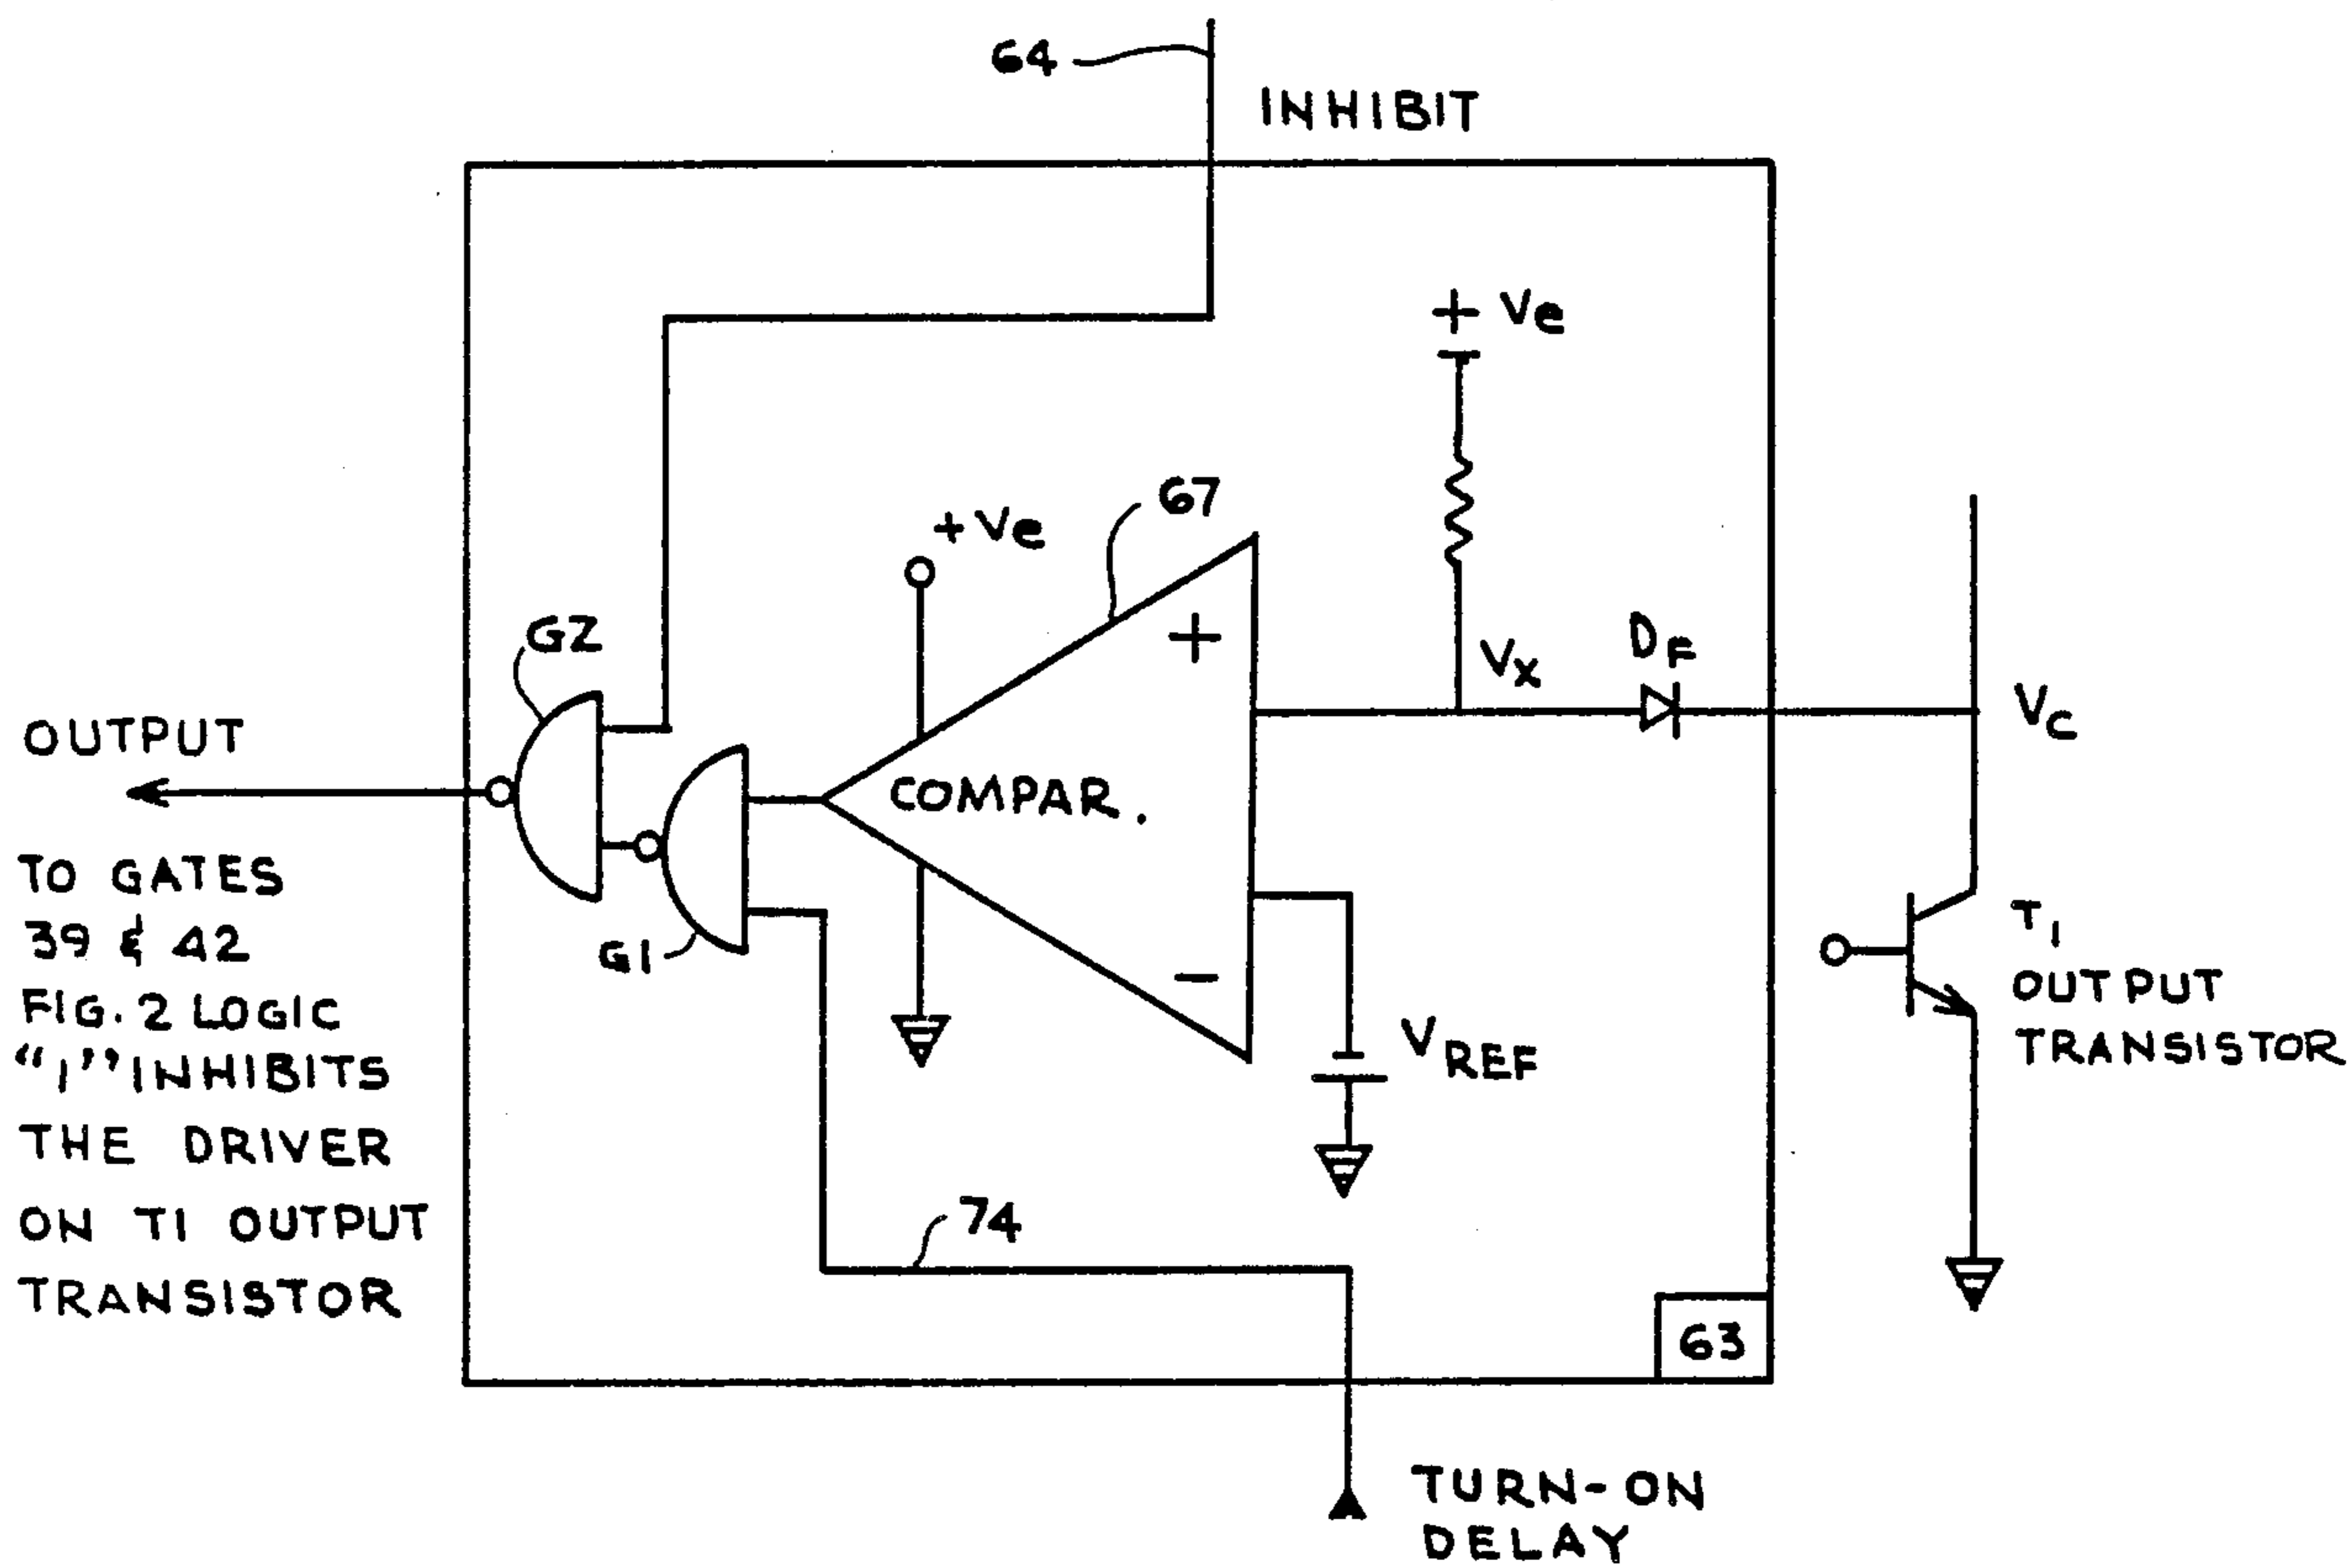 64
INHIBIT
+ Ve
67
+ Ve
+
G2
VX
DF
VC
OUTPUT
COMPAR.
TO GATES
39 & 42
FIG. 2 LOGIC
“1” INHIBITS
THE DRIVER
ON T1 OUTPUT
TRANSISTOR
G1
−
T1
OUTPUT
TRANSISTOR
VREF
74
63
TURN-ON
DELAY